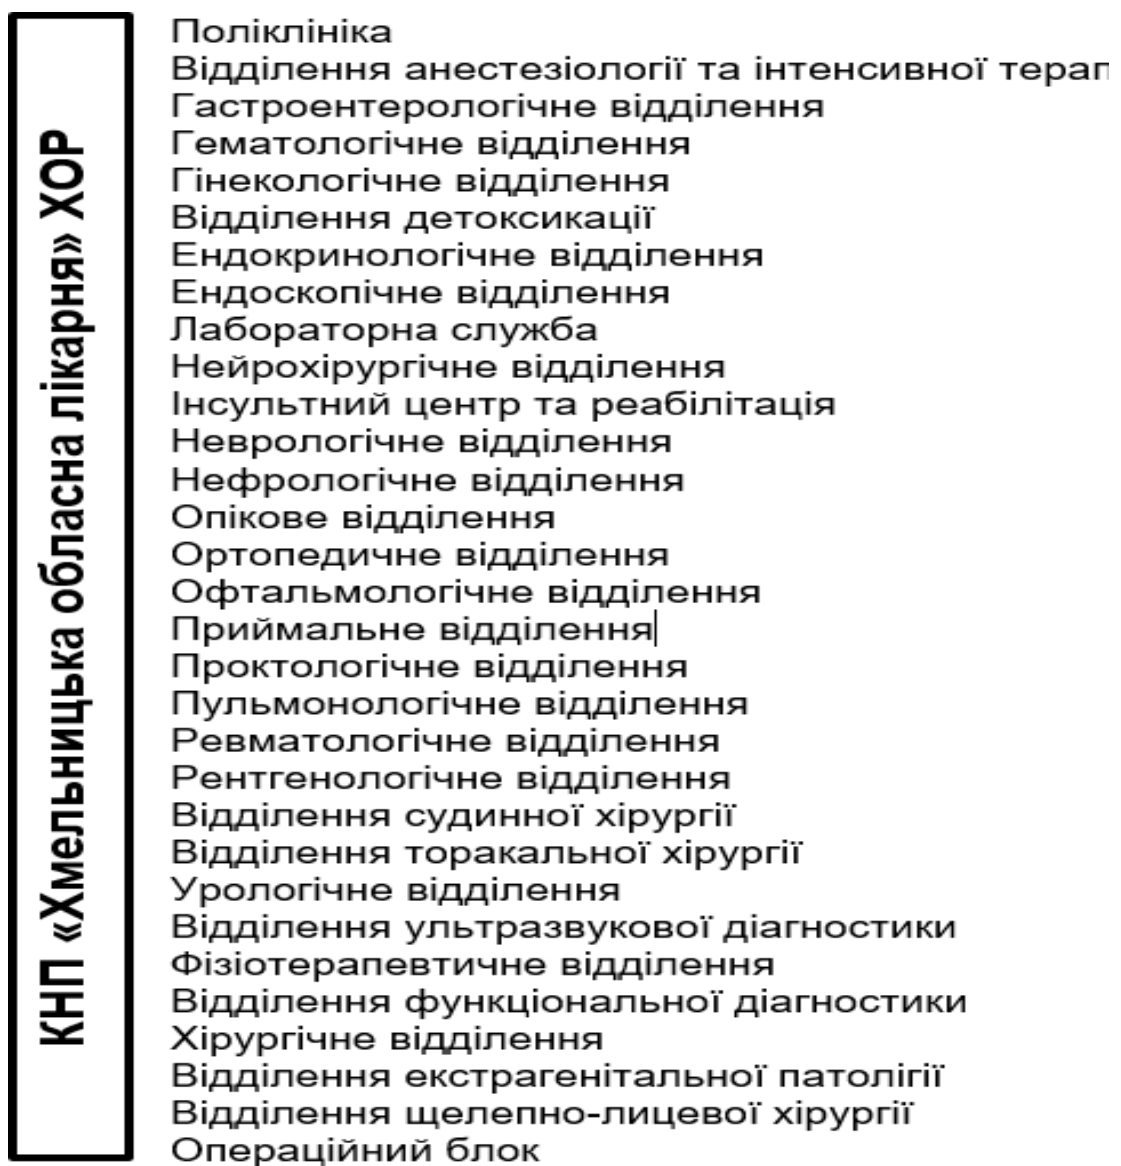 КНП «Хмельницька обласна лікарня» ХОР
Поліклініка
Відділення анестезіології та інтенсивної терап
Гастроентерологічне відділення
Гематологічне відділення
Гінекологічне відділення
Відділення детоксикації
Ендокринологічне відділення
Ендоскопічне відділення
Лабораторна служба
Нейрохірургічне відділення
Інсультний центр та реабілітація
Неврологічне відділення
Нефрологічне відділення
Опікове відділення
Ортопедичне відділення
Офтальмологічне відділення
Приймальне відділення
Проктологічне відділення
Пульмонологічне відділення
Ревматологічне відділення
Рентгенологічне відділення
Відділення судинної хірургії
Відділення торакальної хірургії
Урологічне відділення
Відділення ультразвукової діагностики
Фізіотерапевтичне відділення
Відділення функціональної діагностики
Хірургічне відділення
Відділення екстрагенітальної патолігії
Відділення щелепно-лицевої хірургії
Операційний блок